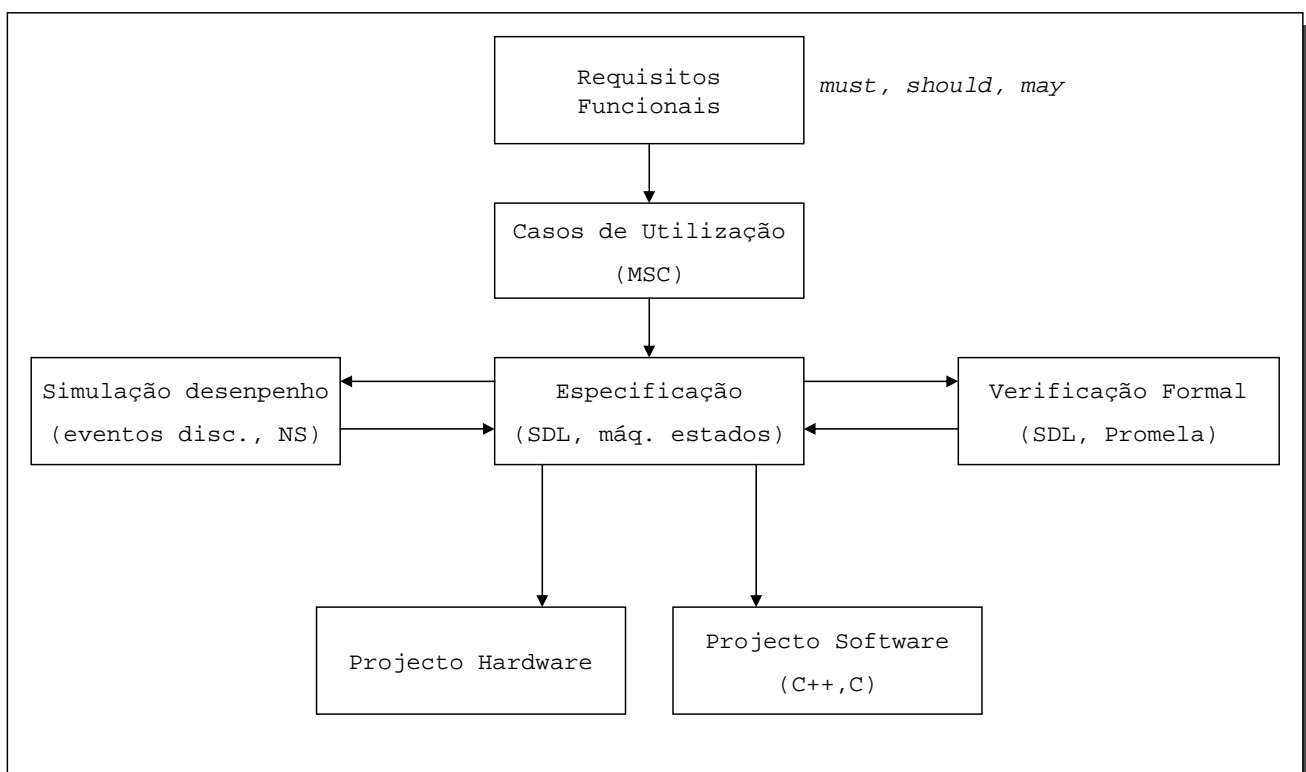 Requisitos
Funcionais
must, should, may
Casos de Utilização
(MSC)
Simulação desenpenho
(eventos disc., NS)
Especificação
(SDL, máq. estados)
Verificação Formal
(SDL, Promela)
Projecto Hardware
Projecto Software
(C++,C)